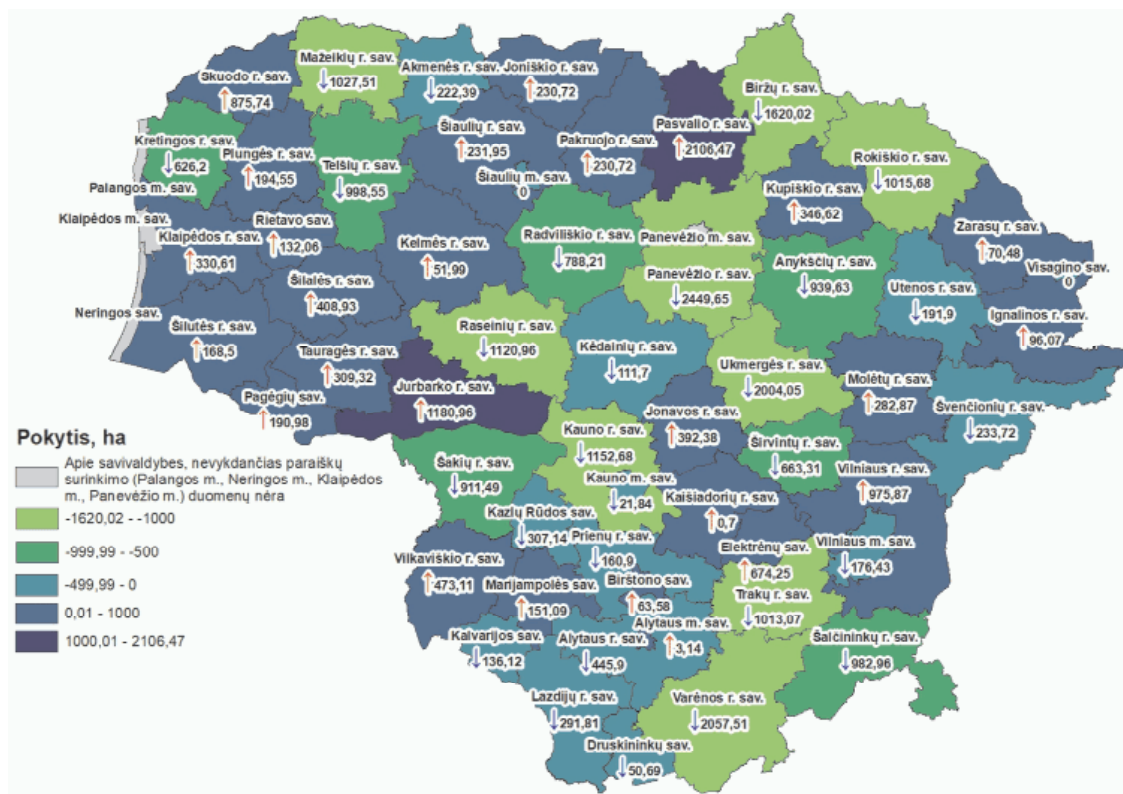 Mažeikių r. sav.
↓1027,51
Akmenės r. sav.
↓222,39
Joniškio r. sav.
↑230,72
Skuodo r. sav.
↑875,74
Biržų r. sav.
↓1620,02
Pasvalio r. sav.
↑2106,47
Kretingos r. sav.
↓626,2
Plungės r. sav.
↑194,55
Telšių r. sav.
↓998,55
Šiaulių r. sav.
↑231,95
Pakruojo r. sav.
↑230,72
Rokiškio r. sav.
↓1015,68
Palangos m. sav.
Šiaulių m. sav.
0
Kupiškio r. sav.
↑346,62
Klaipėdos m. sav.
Rietavo sav.
↑132,06
Klaipėdos r. sav.
↑330,61
Kelmės r. sav.
↑51,99
Radviliškio r. sav.
↓788,21
Panevėžio m. sav.
Zarasų r. sav.
↑70,48
Anykščių r. sav.
↓939,63
Visagino sav.
0
Panevėžio r. sav.
↓2449,65
Utenos r. sav.
↓191,9
Šilalės r. sav.
↑408,93
Neringos sav.
Ignalinos r. sav.
↑96,07
Šilutės r. sav.
↑168,5
Raseinių r. sav.
↓1120,96
Kėdainių r. sav.
↓111,7
Tauragės r. sav.
↑309,32
Ukmergės r. sav.
↓2004,05
Molėtų r. sav.
↑282,87
Jurbarko r. sav.
↑1180,96
Pagėgių sav.
↑190,98
Jonavos r. sav.
↑392,38
Švenčionių r. sav.
↓233,72
Kauno r. sav.
↓1152,68
Širvintų r. sav.
↓663,31
Šakių r. sav.
↓911,49
Vilniaus r. sav.
↑975,87
Kauno m. sav.
↓21,84
Kaišiadorių r. sav.
↑0,7
Kazlų Rūdos sav.
↓307,14
Prienų r. sav.
↓160,9
Elektrėnų sav.
↑674,25
Vilniaus m. sav.
↓176,43
Vilkaviškio r. sav.
↑473,11
Marijampolės sav.
↑151,09
Birštono sav.
↑63,58
Trakų r. sav.
↓1013,07
Kalvarijos sav.
↓136,12
Alytaus r. sav.
↓445,9
Alytaus m. sav.
↑3,14
Šalčininkų r. sav.
↓982,96
Lazdijų r. sav.
↓291,81
Varėnos r. sav.
↓2057,51
Druskininkų sav.
↓50,69
Pokytis, ha
Apie savivaldybes, nevykdančias paraiškų
surinkimo (Palangos m., Neringos m., Klaipėdos
m., Panevėžio m.) duomenų nėra
-1620,02 - -1000
-999,99 - -500
-499,99 - 0
0,01 - 1000
1000,01 - 2106,47